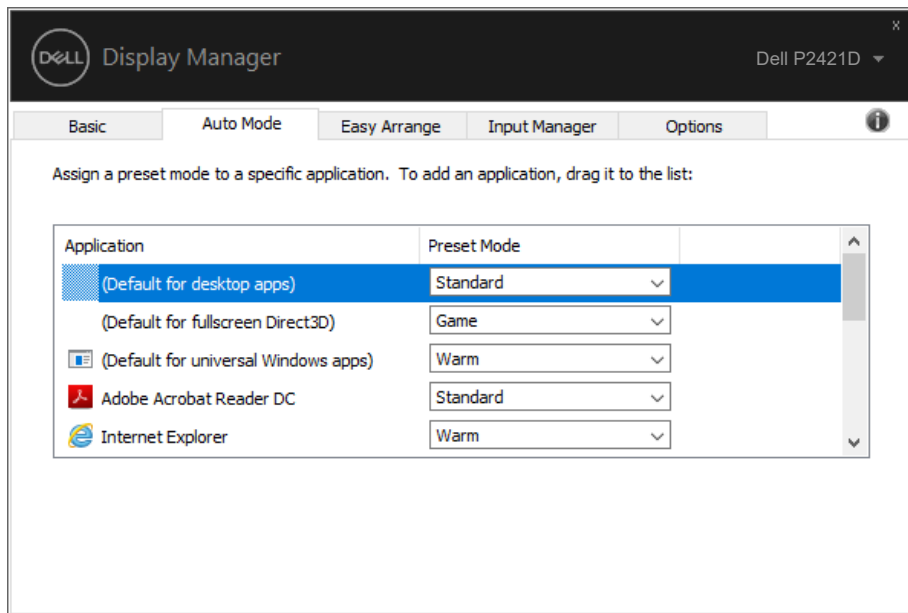 x
DELL Display Manager Dell P2421D
Basic Auto Mode Easy Arrange Input Manager Options
Assign a preset mode to a specific application. To add an application, drag it to the list:
Application Preset Mode
(Default for desktop apps) Standard
(Default for fullscreen Direct3D) Game
(Default for universal Windows apps) Warm
Adobe Acrobat Reader DC Standard
Internet Explorer Warm